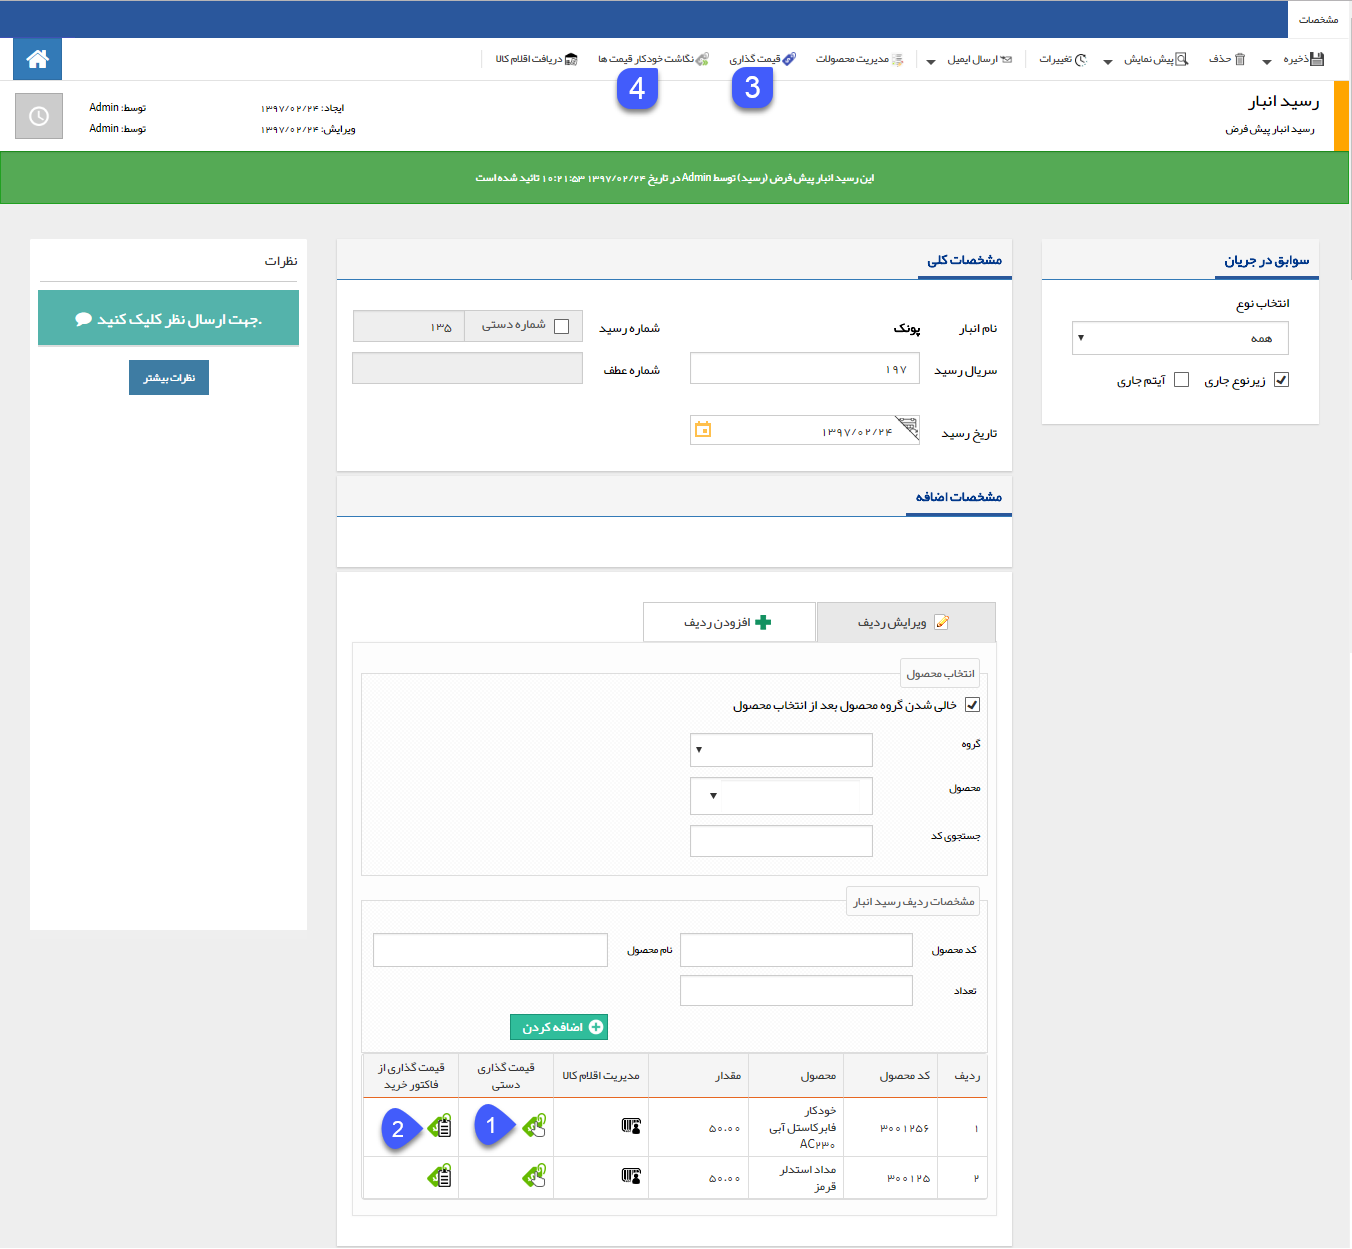 مشخصات
ذخیره
حذف
پیش نمایش
تغییرات
ارسال ایمیل
مدیریت محصولات
قیمت گذاری
نگاشت خودکار قیمت ها
دریافت اقلام کالا
3
4
رسید انبار
رسید انبار پیش فرض
ایجاد: ۱۳۹۷/۰۲/۲۴
توسط: Admin
ویرایش: ۱۳۹۷/۰۲/۲۴
توسط: Admin
این رسید انبار پیش فرض (رسید) توسط Admin در تاریخ ۱۳۹۷/۰۲/۲۴ ۱۰:۲۱:۵۳ تائید شده است
سوابق در جریان
انتخاب نوع
همه
زیرنوع جاری
آیتم جاری
مشخصات کلی
نام انبار
پونک
شماره رسید
شماره دستی
۱۳۵
سریال رسید
۱۹۷
شماره عطف
تاریخ رسید
۱۳۹۷/۰۲/۲۴
مشخصات اضافه
نظرات
جهت ارسال نظر کلیک کنید.
نظرات بیشتر
ویرایش ردیف
افزودن ردیف
انتخاب محصول
خالی شدن گروه محصول بعد از انتخاب محصول
گروه
محصول
جستجوی کد
مشخصات ردیف رسید انبار
کد محصول
نام محصول
تعداد
اضافه کردن
ردیف
کد محصول
محصول
مقدار
مدیریت اقلام کالا
قیمت گذاری
دستی
قیمت گذاری از
فاکتور خرید
۱
۳۰۰۱۲۵۶
خودکار
فابرکاستل آبی
AC۲۳۰
۵۰.۰۰
1
2
۲
۳۰۰۱۲۵
مداد استدلر
قرمز
۵۰.۰۰